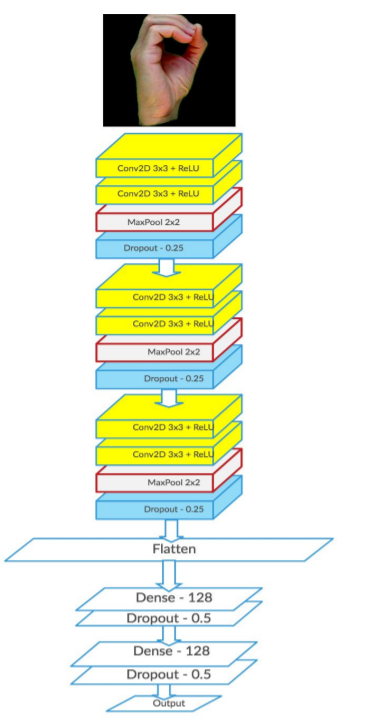 Conv2D 3x3 + ReLU
Conv2D 3x3 + ReLU
MaxPool 2x2
Dropout - 0.25
Conv2D 3x3 + ReLU
Conv2D 3x3 + ReLU
MaxPool 2x2
Dropout - 0.25
Conv2D 3x3 + ReLU
Conv2D 3x3 + ReLU
MaxPool 2x2
Dropout - 0.25
Flatten
Dense - 128
Dropout - 0.5
Dense - 128
Dropout - 0.5
Output